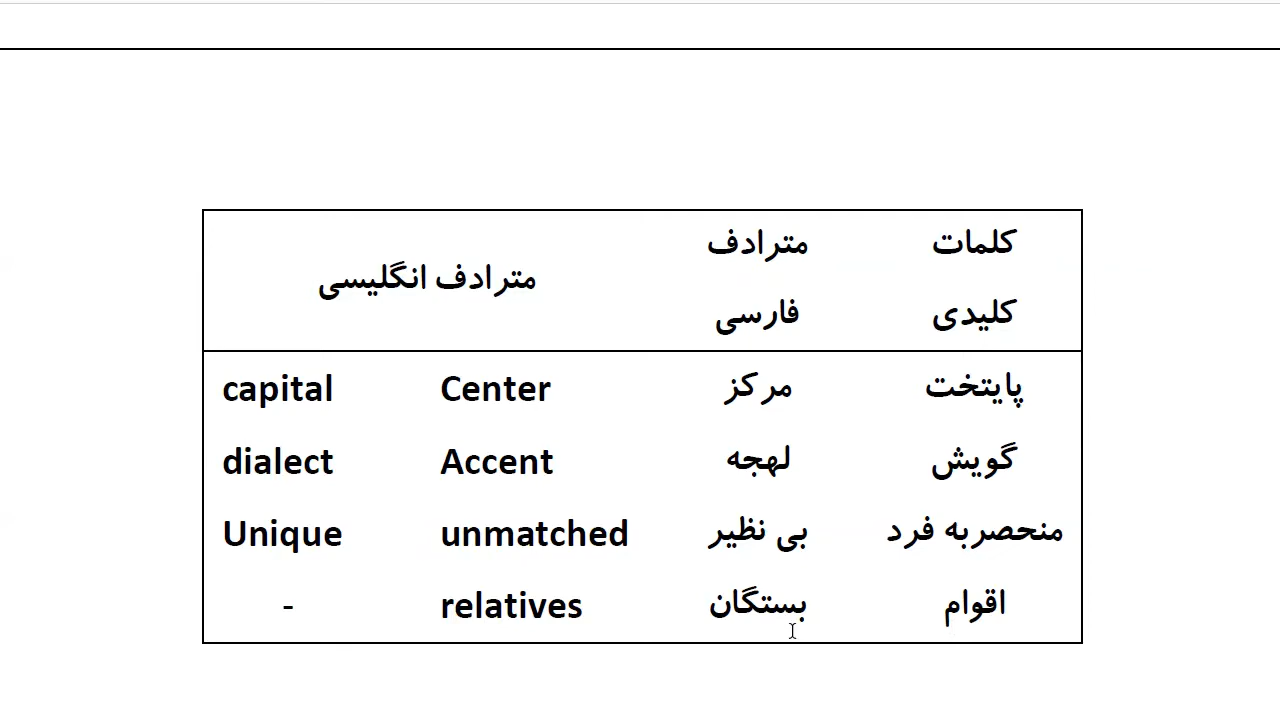 کلمات کلیدی
مترادف فارسی
مترادف انگلیسی
پایتخت مرکز Center capital
گویش لهجه Accent dialect
منحصربه فرد بی نظیر unmatched Unique
اقوام بستگان relatives -